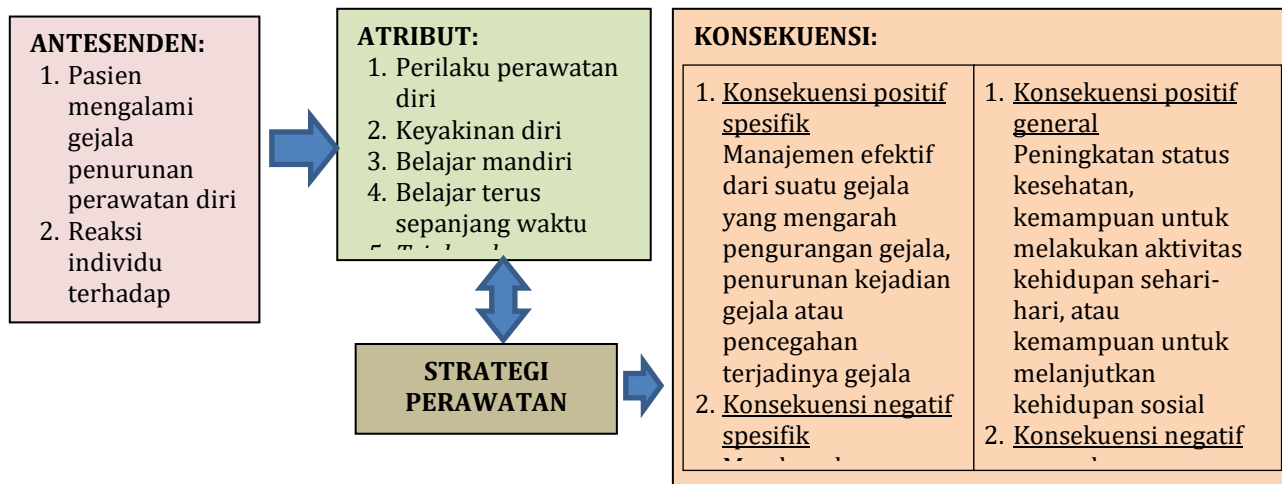 ANTESENDEN:
1. Pasien
mengalami
gejala
penurunan
perawatan diri
2. Reaksi
individu
terhadap
ATRIBUT:
1. Perilaku perawatan
diri
2. Keyakinan diri
3. Belajar mandiri
4. Belajar terus
sepanjang waktu
STRATEGI
PERAWATAN
KONSEKUENSI:
1. Konsekuensi positif
spesifik
Manajemen efektif
dari suatu gejala
yang mengarah
pengurangan gejala,
penurunan kejadian
gejala atau
pencegahan
terjadinya gejala
2. Konsekuensi negatif
spesifik
1. Konsekuensi positif
general
Peningkatan status
kesehatan,
kemampuan untuk
melakukan aktivitas
kehidupan sehari-
hari, atau
kemampuan untuk
melanjutkan
kehidupan sosial
2. Konsekuensi negatif